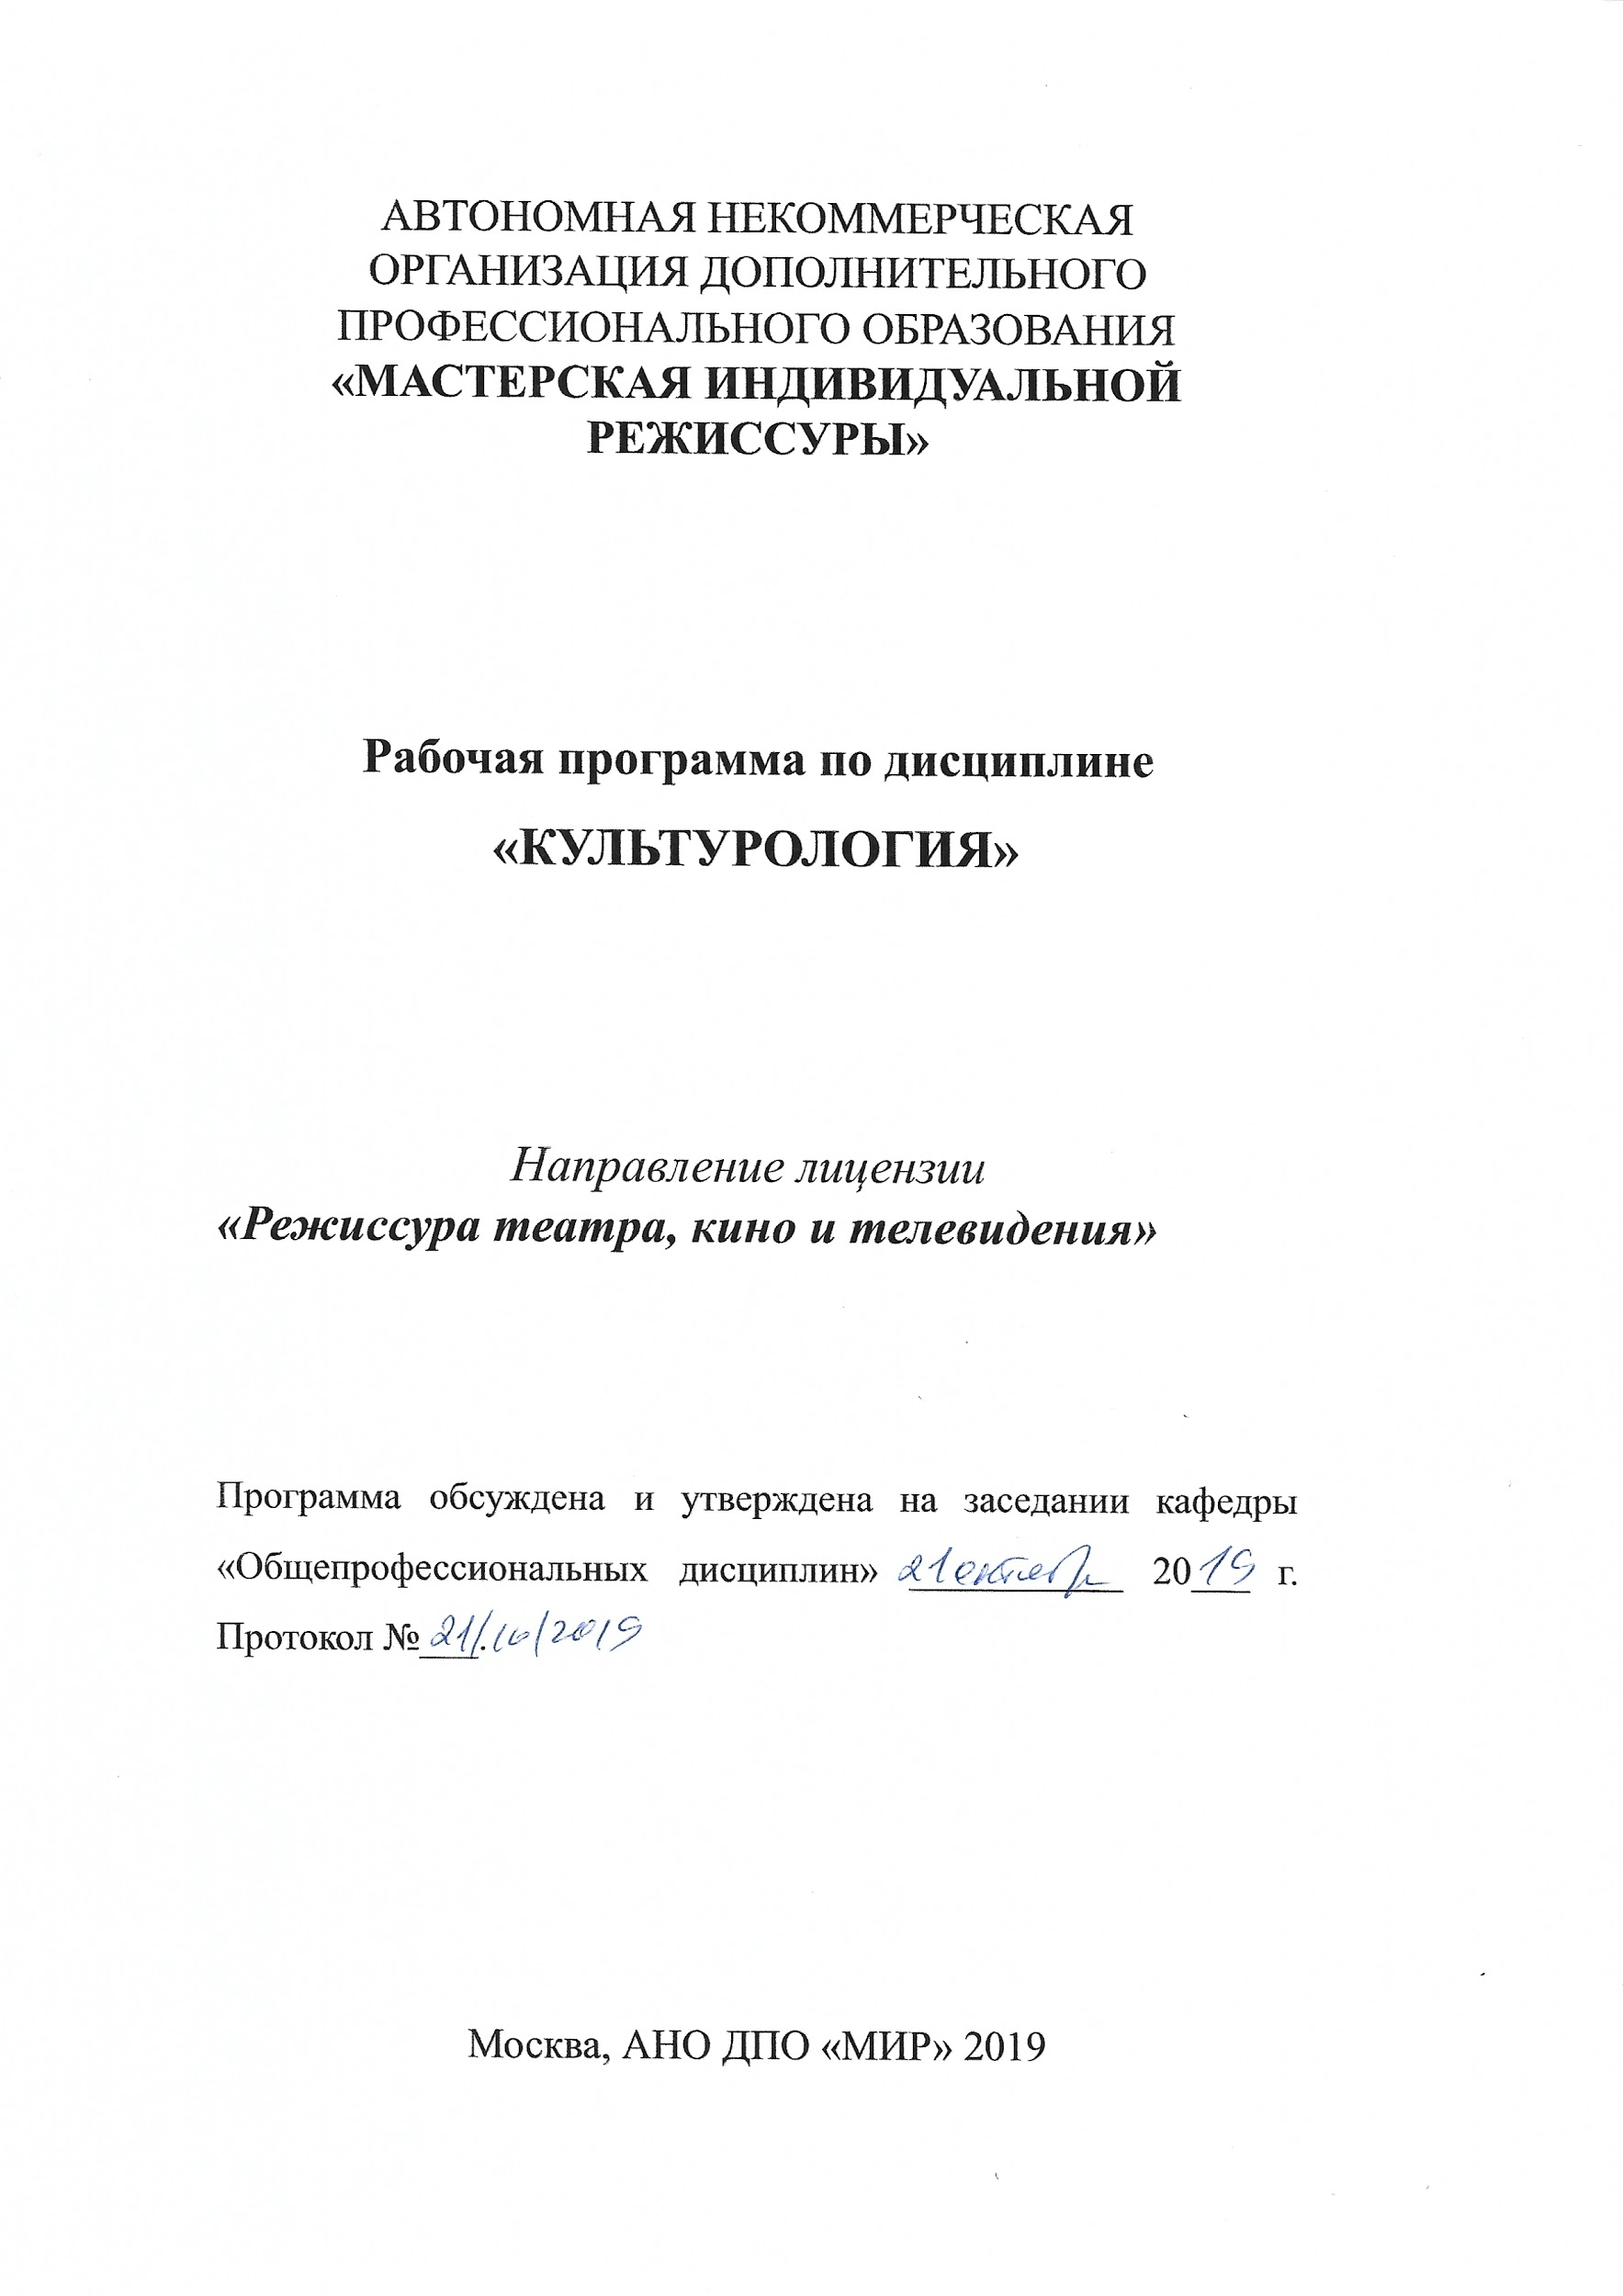 АВТОНОМНАЯ НЕКОММЕРЧЕСКАЯ
ОРГАНИЗАЦИЯ ДОПОЛНИТЕЛЬНОГО
ПРОФЕССИОНАЛЬНОГО ОБРАЗОВАНИЯ
«МАСТЕРСКАЯ ИНДИВИДУАЛЬНОЙ
РЕЖИССУРЫ»
Рабочая программа по дисциплине
«КУЛЬТУРОЛОГИЯ»
Направление лицензии
«Режиссура театра, кино и телевидения»
Программа обсуждена и утверждена на заседании кафедры
«Общепрофессиональных дисциплин» 21 октября 2019 г.
Протокол № 21/10/2019
Москва, АНО ДПО «МИР» 2019